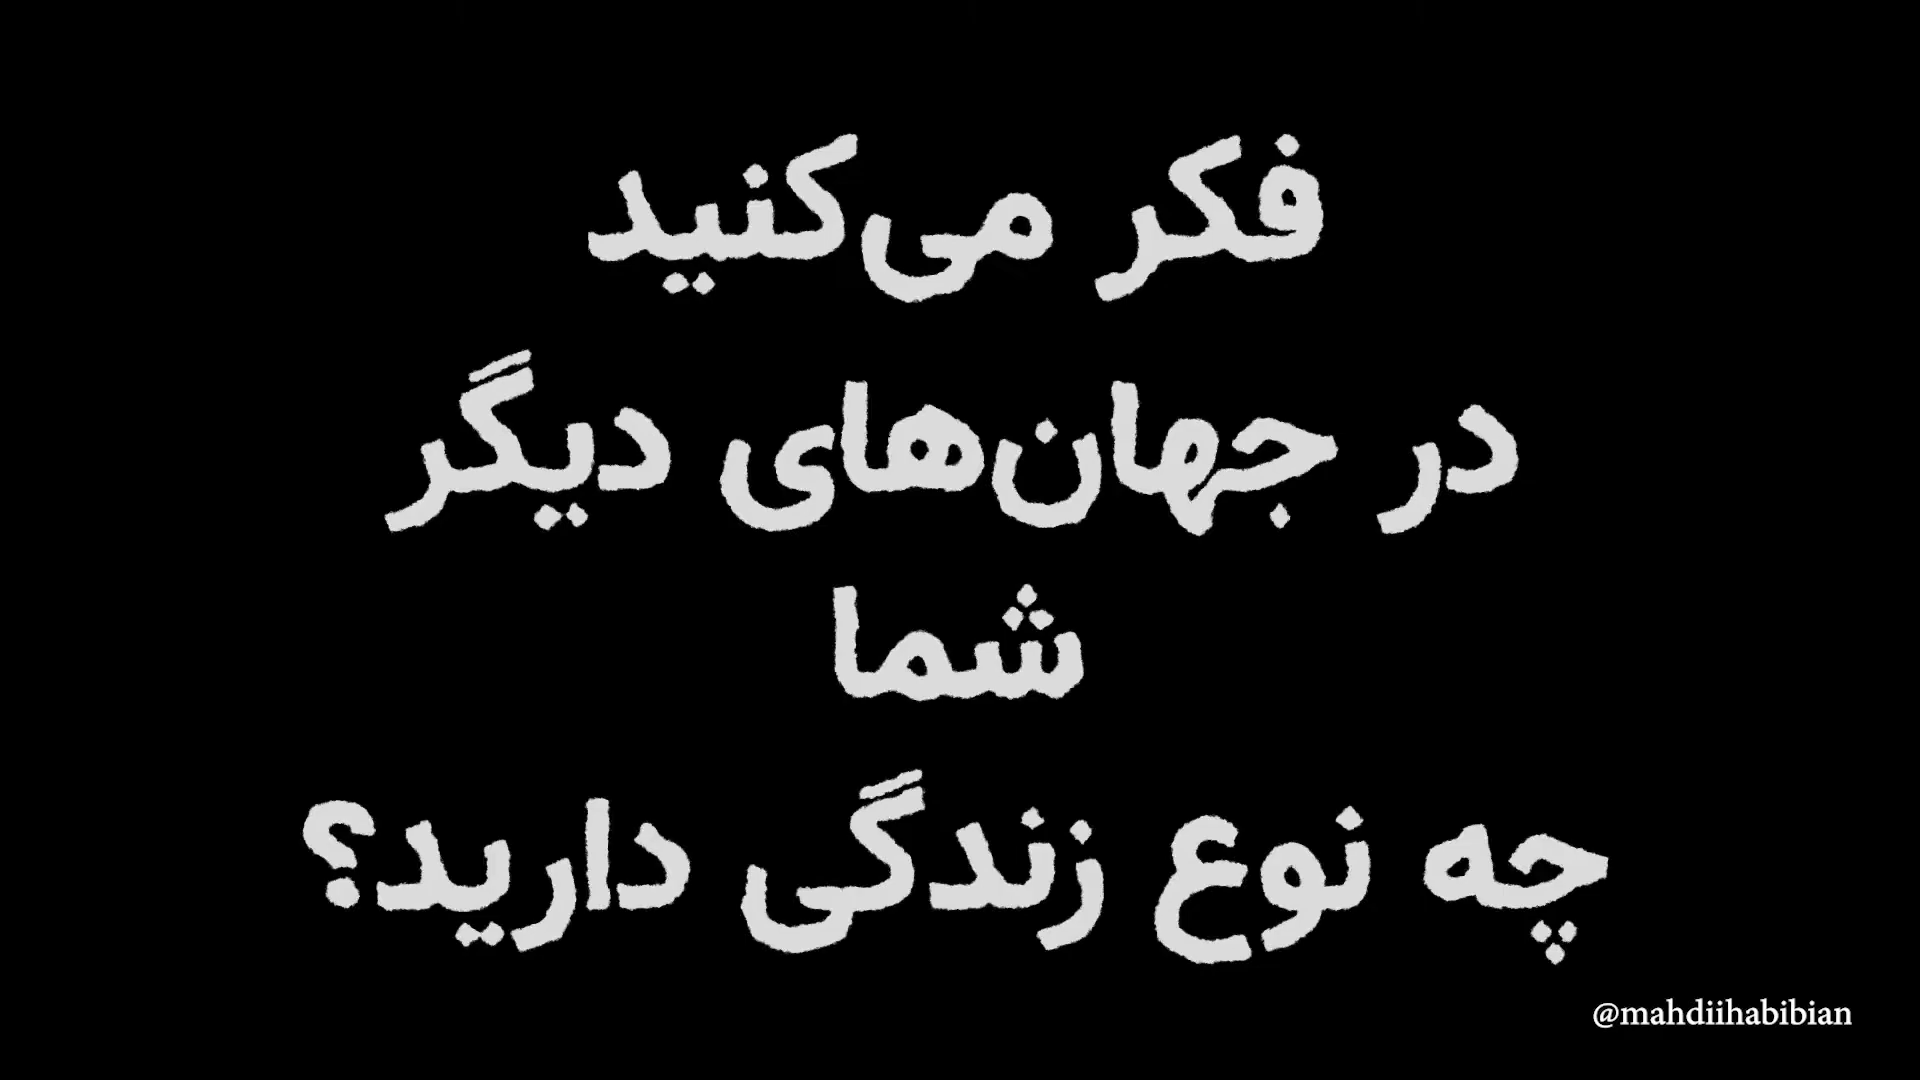 فکر می‌کنید
در جهان‌های دیگر
شما
چه نوع زندگی دارید؟
@mahdiihabibian